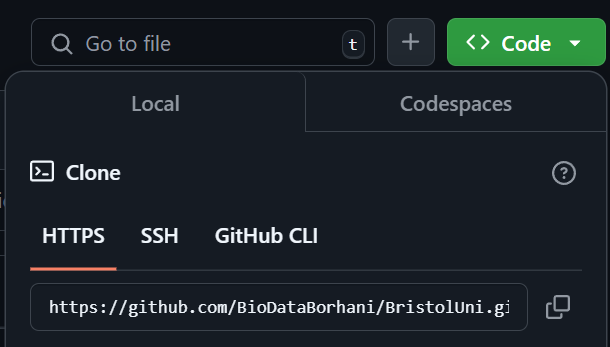 Go to file
t
Code
Local
Codespaces
Clone
HTTPS
SSH
GitHub CLI
https://github.com/BioDataBorhani/BristolUni.gi